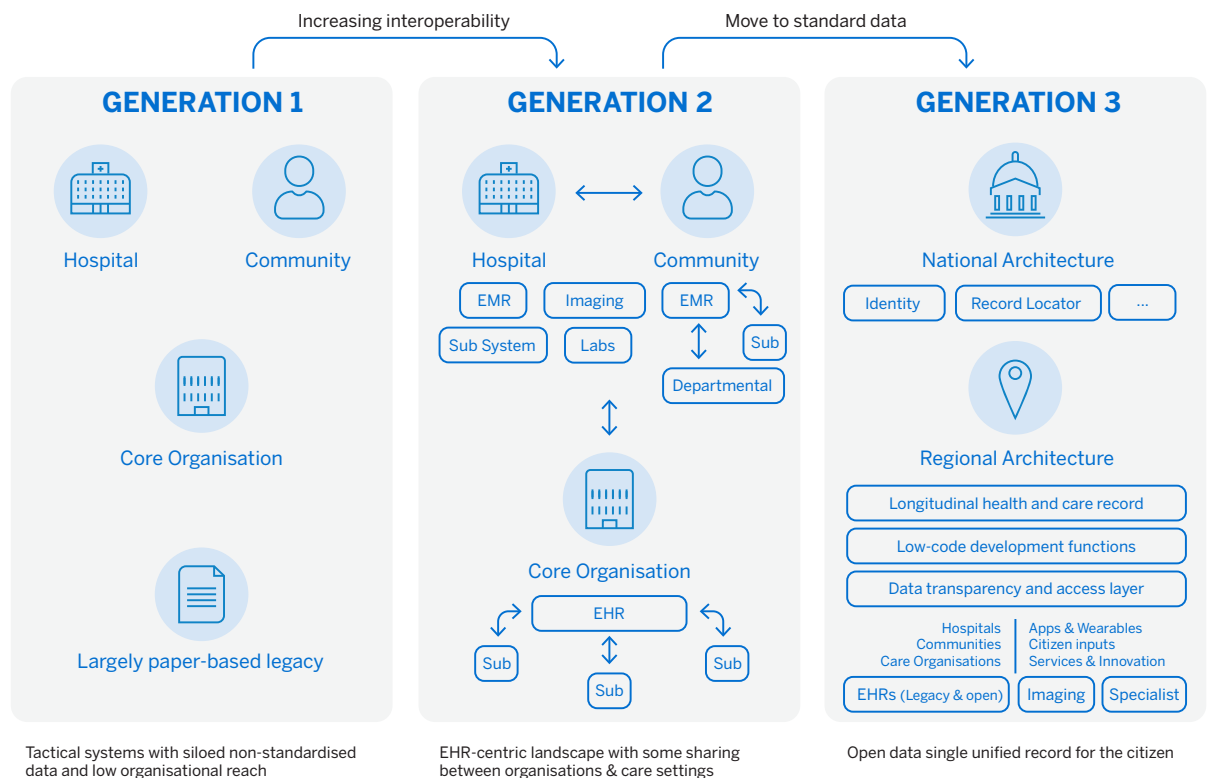 Increasing interoperability
Move to standard data
GENERATION 1
Hospital
Community
Core Organisation
Largely paper-based legacy
Tactical systems with siloed non-standardised
data and low organisational reach
GENERATION 2
Hospital
Community
EMR
Imaging
EMR
Sub System
Labs
Sub
Departmental
Core Organisation
EHR
Sub
Sub
Sub
EHR-centric landscape with some sharing
between organisations & care settings
GENERATION 3
National Architecture
Identity
Record Locator
...
Regional Architecture
Longitudinal health and care record
Low-code development functions
Data transparency and access layer
Hospitals
Communities
Care Organisations
Apps & Wearables
Citizen inputs
Services & Innovation
EHRs (Legacy & open)
Imaging
Specialist
Open data single unified record for the citizen